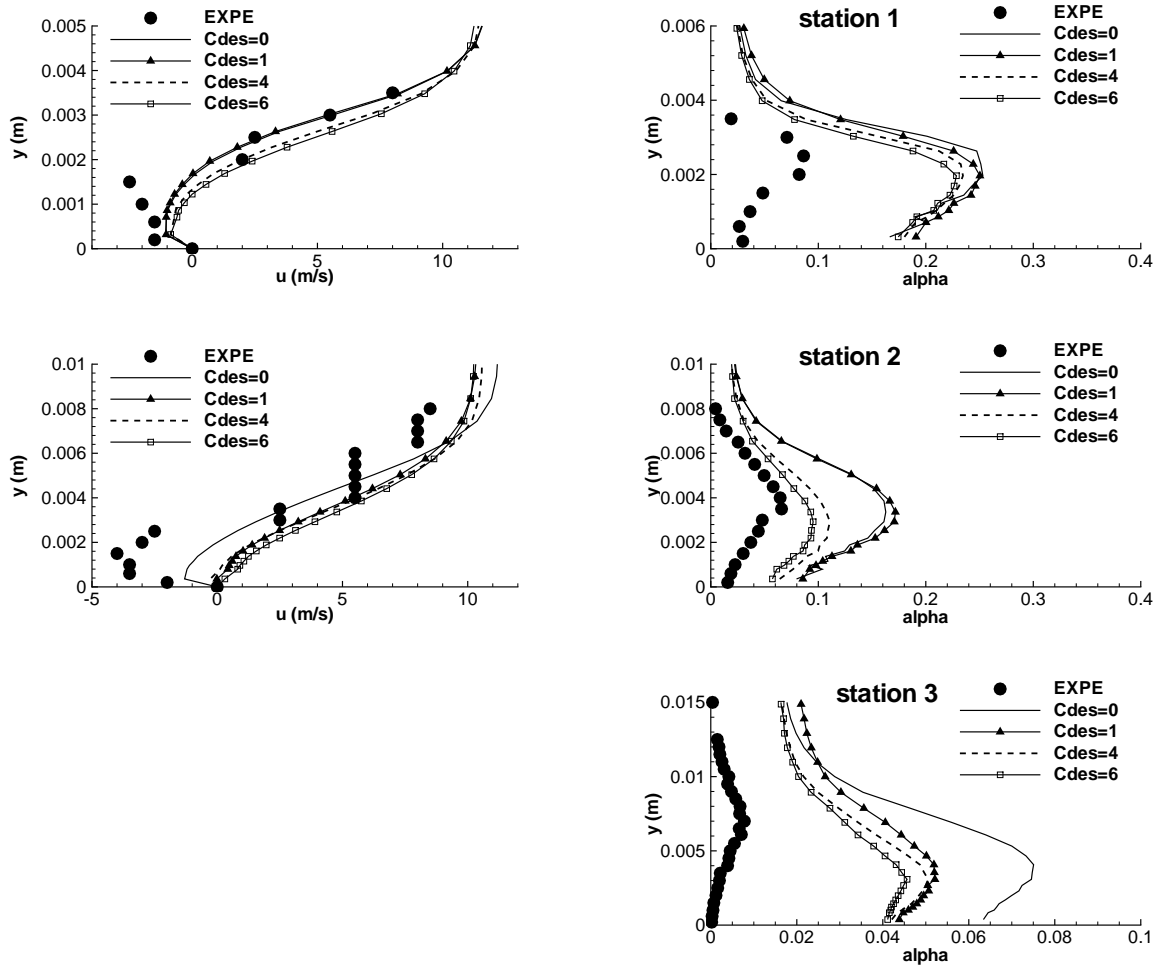 EXPE
Cdes=0
Cdes=1
Cdes=4
Cdes=6
0.005
0.004
0.003
0.002
0.001
0
y (m)
0 5 10
u (m/s)
station 1
EXPE
Cdes=0
Cdes=1
Cdes=4
Cdes=6
0.006
0.004
0.002
0
y (m)
0 0.1 0.2 0.3 0.4
alpha
EXPE
Cdes=0
Cdes=1
Cdes=4
Cdes=6
0.01
0.008
0.006
0.004
0.002
0
y (m)
-5 0 5 10
u (m/s)
station 2
EXPE
Cdes=0
Cdes=1
Cdes=4
Cdes=6
0.01
0.008
0.006
0.004
0.002
0
y (m)
0 0.1 0.2 0.3 0.4
alpha
station 3
EXPE
Cdes=0
Cdes=1
Cdes=4
Cdes=6
0.015
0.01
0.005
0
y (m)
0 0.02 0.04 0.06 0.08 0.1
alpha